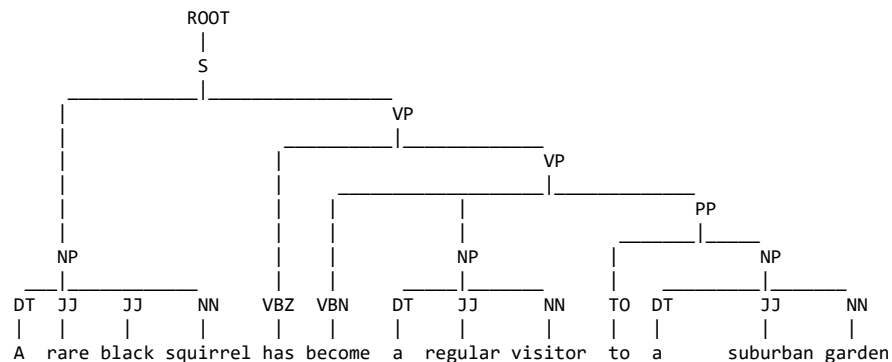 ROOT
S
VP
VP
PP
NP NP NP
DT JJ JJ NN VBZ VBN DT JJ NN TO DT JJ NN
A rare black squirrel has become a regular visitor to a suburban garden